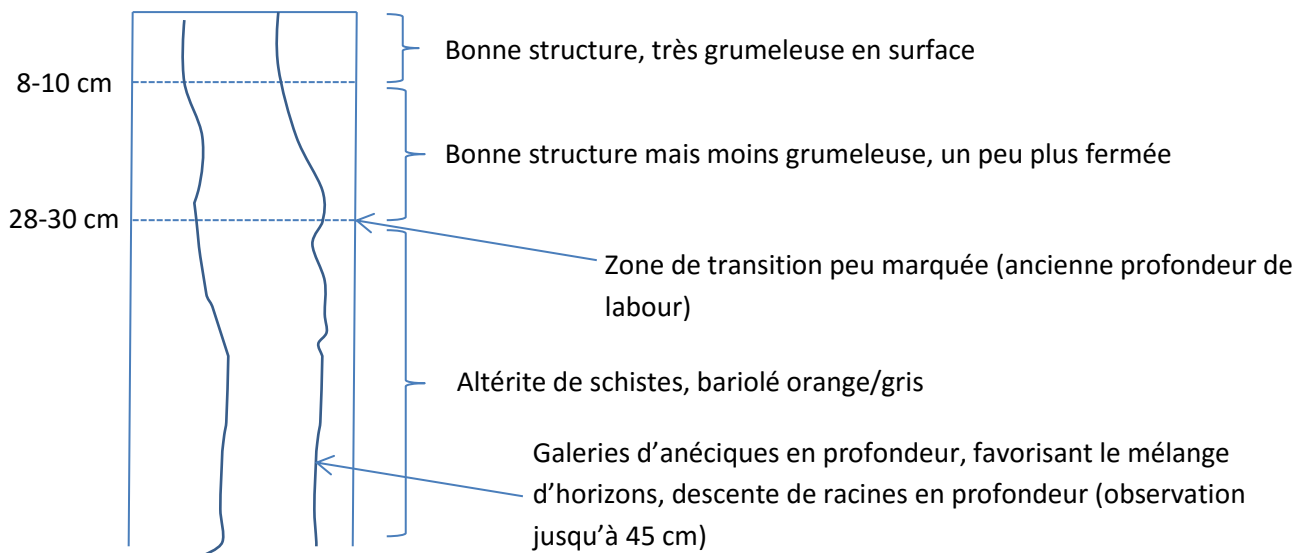 Bonne structure, très grumeleuse en surface
8-10 cm
Bonne structure mais moins grumeleuse, un peu plus fermée
28-30 cm
Zone de transition peu marquée (ancienne profondeur de
labour)
Altérite de schistes, bariolé orange/gris
Galeries d’anéciques en profondeur, favorisant le mélange
d’horizons, descente de racines en profondeur (observation
jusqu’à 45 cm)